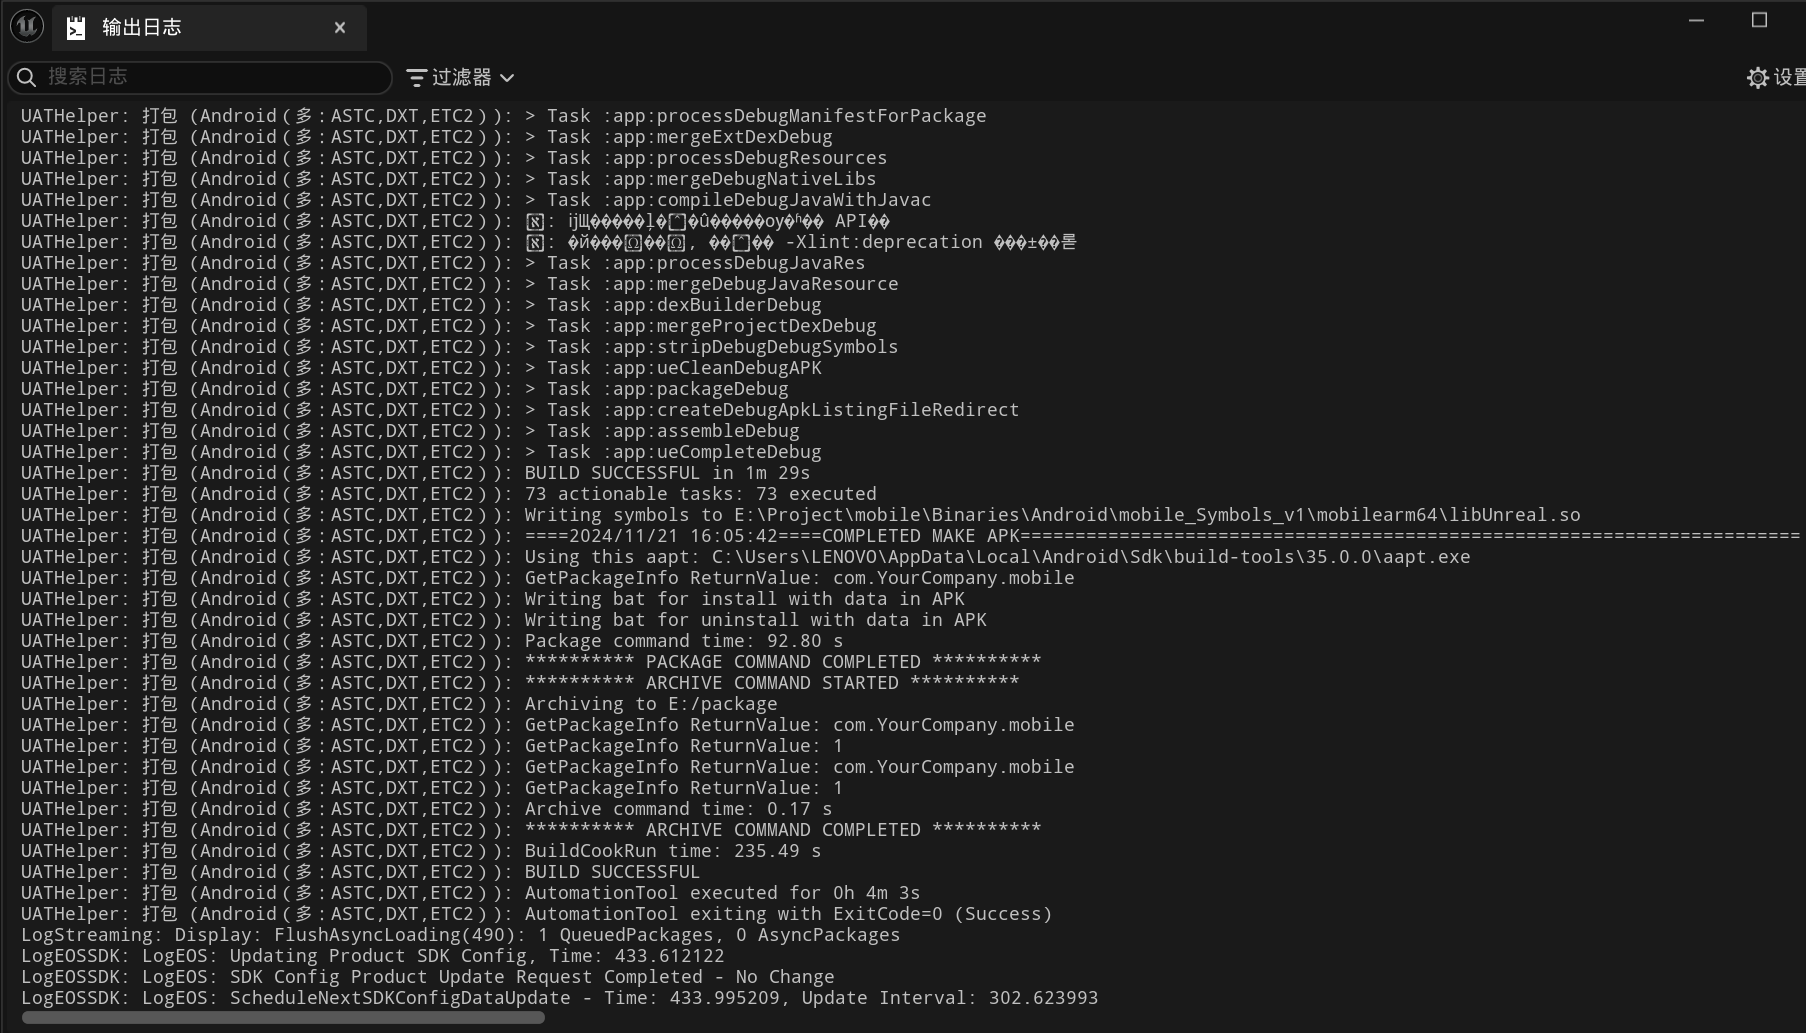 输出日志
搜索日志
过滤器
设置
UATHelper: 打包 (Android（多：ASTC,DXT,ETC2）): > Task :app:processDebugManifestForPackage
UATHelper: 打包 (Android（多：ASTC,DXT,ETC2）): > Task :app:mergeExtDexDebug
UATHelper: 打包 (Android（多：ASTC,DXT,ETC2）): > Task :app:processDebugResources
UATHelper: 打包 (Android（多：ASTC,DXT,ETC2）): > Task :app:mergeDebugNativeLibs
UATHelper: 打包 (Android（多：ASTC,DXT,ETC2）): > Task :app:compileDebugJavaWithJavac
UATHelper: 打包 (Android（多：ASTC,DXT,ETC2）): API
UATHelper: 打包 (Android（多：ASTC,DXT,ETC2）): -Xlint:deprecation
UATHelper: 打包 (Android（多：ASTC,DXT,ETC2）): > Task :app:processDebugJavaRes
UATHelper: 打包 (Android（多：ASTC,DXT,ETC2）): > Task :app:mergeDebugJavaResource
UATHelper: 打包 (Android（多：ASTC,DXT,ETC2）): > Task :app:dexBuilderDebug
UATHelper: 打包 (Android（多：ASTC,DXT,ETC2）): > Task :app:mergeProjectDexDebug
UATHelper: 打包 (Android（多：ASTC,DXT,ETC2）): > Task :app:stripDebugDebugSymbols
UATHelper: 打包 (Android（多：ASTC,DXT,ETC2）): > Task :app:ueCleanDebugAPK
UATHelper: 打包 (Android（多：ASTC,DXT,ETC2）): > Task :app:packageDebug
UATHelper: 打包 (Android（多：ASTC,DXT,ETC2）): > Task :app:createDebugApkListingFileRedirect
UATHelper: 打包 (Android（多：ASTC,DXT,ETC2）): > Task :app:assembleDebug
UATHelper: 打包 (Android（多：ASTC,DXT,ETC2）): > Task :app:ueCompleteDebug
UATHelper: 打包 (Android（多：ASTC,DXT,ETC2）): BUILD SUCCESSFUL in 1m 29s
UATHelper: 打包 (Android（多：ASTC,DXT,ETC2）): 73 actionable tasks: 73 executed
UATHelper: 打包 (Android（多：ASTC,DXT,ETC2）): Writing symbols to E:\Project\mobile\Binaries\Android\mobile_Symbols_v1\mobilearm64\libUnreal.so
UATHelper: 打包 (Android（多：ASTC,DXT,ETC2）): ====2024/11/21 16:05:42====COMPLETED MAKE APK=======================================================================
UATHelper: 打包 (Android（多：ASTC,DXT,ETC2）): Using this aapt: C:\Users\LENOVO\AppData\Local\Android\Sdk\build-tools\35.0.0\aapt.exe
UATHelper: 打包 (Android（多：ASTC,DXT,ETC2）): GetPackageInfo ReturnValue: com.YourCompany.mobile
UATHelper: 打包 (Android（多：ASTC,DXT,ETC2）): Writing bat for install with data in APK
UATHelper: 打包 (Android（多：ASTC,DXT,ETC2）): Writing bat for uninstall with data in APK
UATHelper: 打包 (Android（多：ASTC,DXT,ETC2）): Package command time: 92.80 s
UATHelper: 打包 (Android（多：ASTC,DXT,ETC2）): ********** PACKAGE COMMAND COMPLETED **********
UATHelper: 打包 (Android（多：ASTC,DXT,ETC2）): ********** ARCHIVE COMMAND STARTED **********
UATHelper: 打包 (Android（多：ASTC,DXT,ETC2）): Archiving to E:/package
UATHelper: 打包 (Android（多：ASTC,DXT,ETC2）): GetPackageInfo ReturnValue: com.YourCompany.mobile
UATHelper: 打包 (Android（多：ASTC,DXT,ETC2）): GetPackageInfo ReturnValue: 1
UATHelper: 打包 (Android（多：ASTC,DXT,ETC2）): GetPackageInfo ReturnValue: com.YourCompany.mobile
UATHelper: 打包 (Android（多：ASTC,DXT,ETC2）): GetPackageInfo ReturnValue: 1
UATHelper: 打包 (Android（多：ASTC,DXT,ETC2）): Archive command time: 0.17 s
UATHelper: 打包 (Android（多：ASTC,DXT,ETC2）): ********** ARCHIVE COMMAND COMPLETED **********
UATHelper: 打包 (Android（多：ASTC,DXT,ETC2）): BuildCookRun time: 235.49 s
UATHelper: 打包 (Android（多：ASTC,DXT,ETC2）): BUILD SUCCESSFUL
UATHelper: 打包 (Android（多：ASTC,DXT,ETC2）): AutomationTool executed for 0h 4m 3s
UATHelper: 打包 (Android（多：ASTC,DXT,ETC2）): AutomationTool exiting with ExitCode=0 (Success)
LogStreaming: Display: FlushAsyncLoading(490): 1 QueuedPackages, 0 AsyncPackages
LogEOSSDK: LogEOS: Updating Product SDK Config, Time: 433.612122
LogEOSSDK: LogEOS: SDK Config Product Update Request Completed - No Change
LogEOSSDK: LogEOS: ScheduleNextSDKConfigDataUpdate - Time: 433.995209, Update Interval: 302.623993